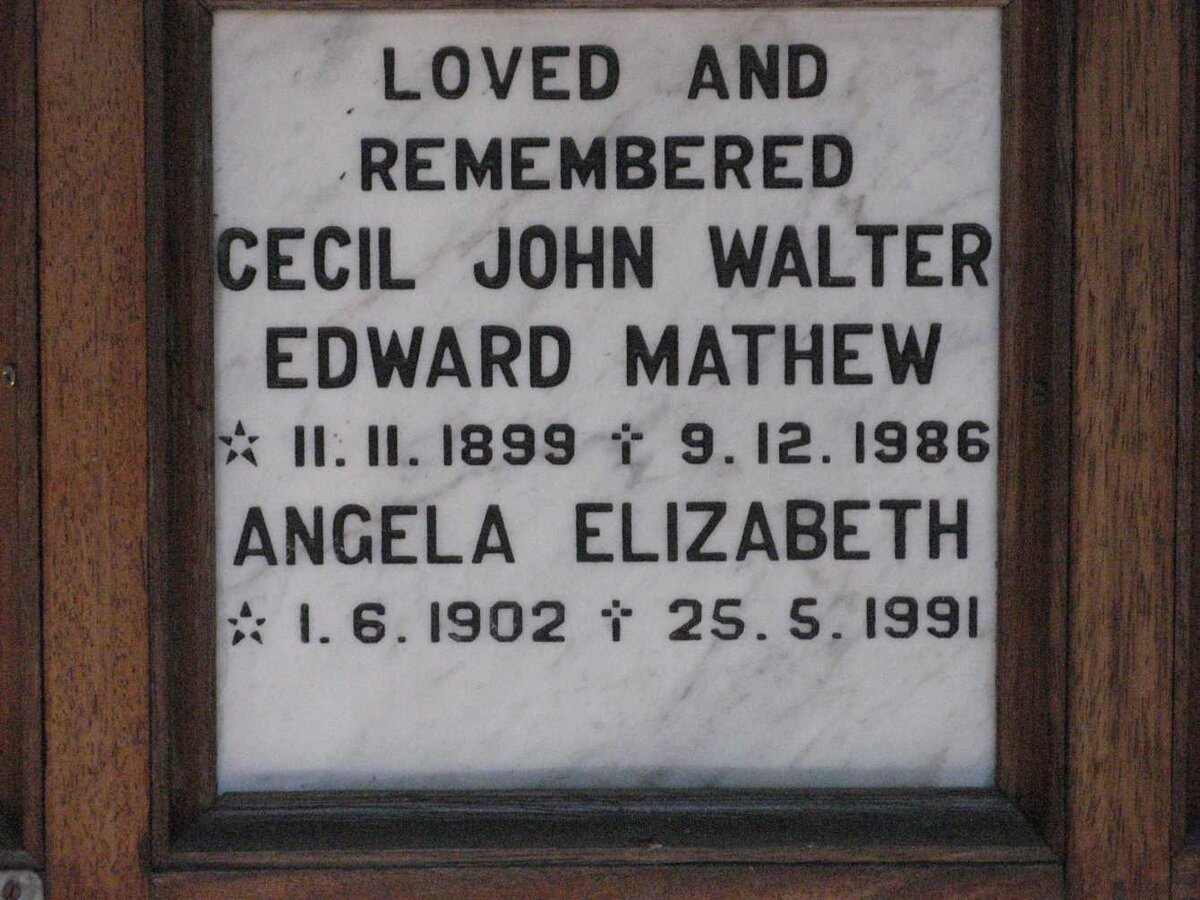 LOVED AND
REMEMBERED
CECIL JOHN WALTER
EDWARD MATHEW
☆ 11.11.1899 ✝ 9.12.1986
ANGELA ELIZABETH
☆ 1.6.1902 ✝ 25.5.1991